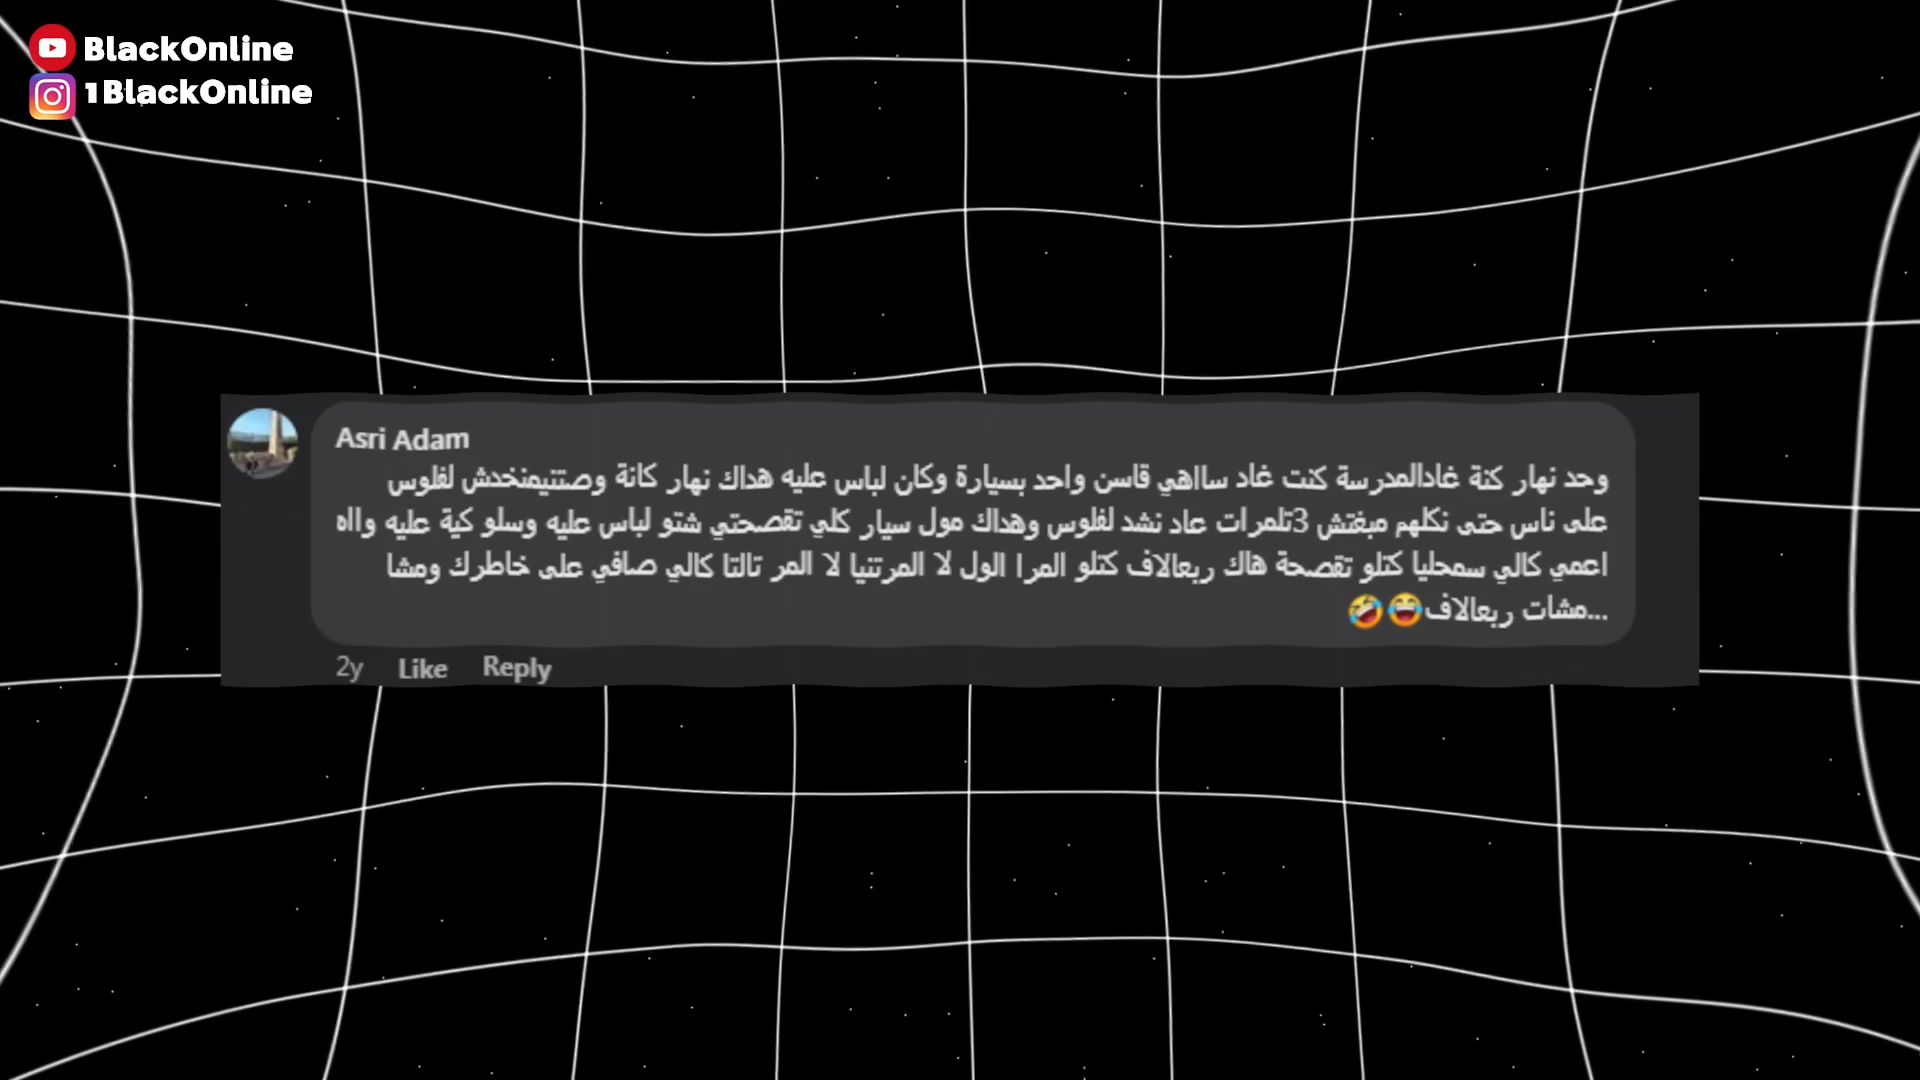 BlackOnline
1BlackOnline
Asri Adam
وحد نهار كنة غادالمدرسة كنت غاد سااهي قاسن واحد بسيارة وكان لباس عليه هداك نهار كانة وصتتيمنخدش لفلوس
على ناس حتى نكلهم مبغتش 3تلمرات عاد نشد لفلوس وهداك مول سيار كلي تقصحتي شتو لباس عليه وسلو كية عليه وااه
اعمي كالي سمحليا كتلو تقصحة هاك ربعالاف كتلو المرا الول لا المرتنيا لا المر تالتا كالي صافي على خاطرك ومشا
...مشات ربعالاف😂🤣
2y Like Reply